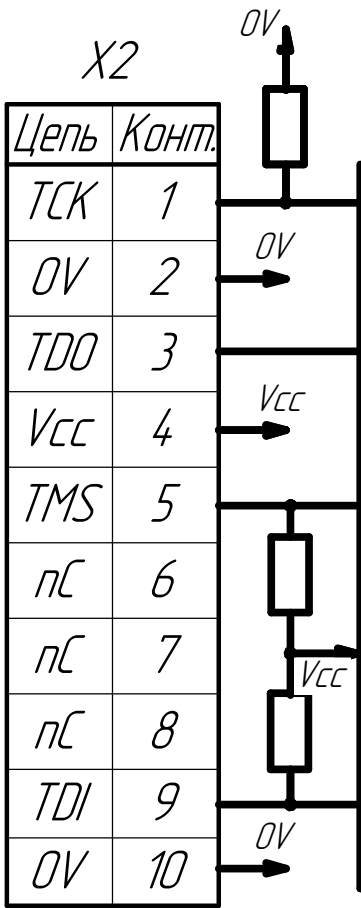 0V
X2
Цепь Конт.
TCK 1
0V 2 0V
TDO 3
Vcc 4 Vcc
TMS 5
nC 6
nC 7
Vcc
nC 8
TDI 9
0V 10 0V